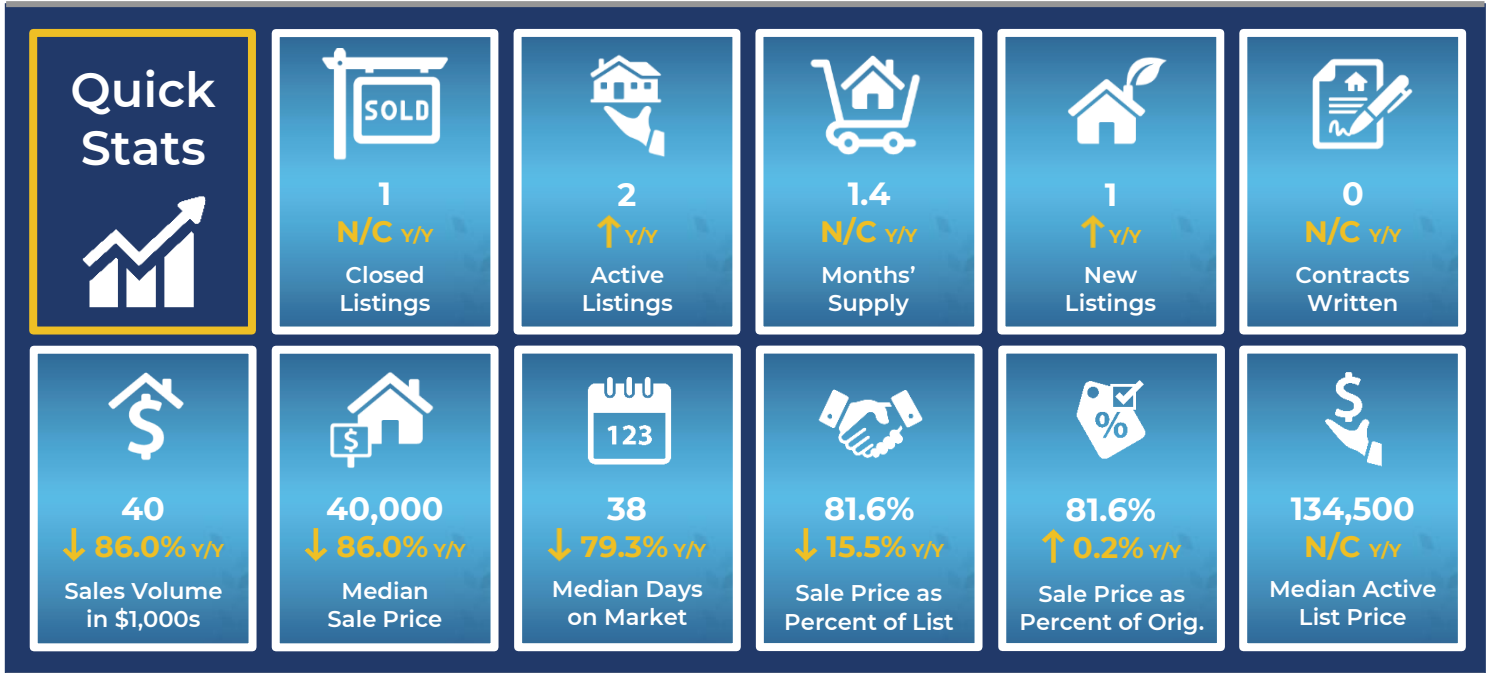 Quick
Stats
SOLD
1
N/C Y/Y
Closed
Listings
2
↑ Y/Y
Active
Listings
1.4
N/C Y/Y
Months’
Supply
1
↑ Y/Y
New
Listings
0
N/C Y/Y
Contracts
Written
$
40
↓ 86.0% Y/Y
Sales Volume
in $1,000s
$
40,000
↓ 86.0% Y/Y
Median
Sale Price
123
38
↓ 79.3% Y/Y
Median Days
on Market
81.6%
↓ 15.5% Y/Y
Sale Price as
Percent of List
%
81.6%
↑ 0.2% Y/Y
Sale Price as
Percent of Orig.
$
134,500
N/C Y/Y
Median Active
List Price